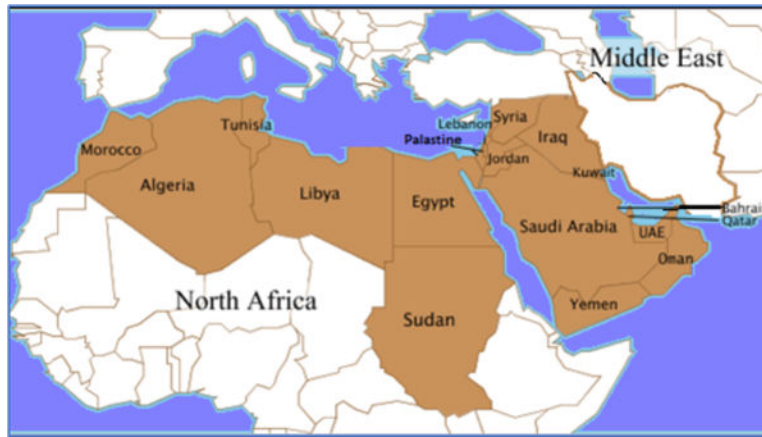 Middle East
Tunisia
Lebanon
Syria
Morocco
Palastine
Iraq
Jordan
Algeria
Libya
Egypt
Kuwait
Saudi Arabia
Bahrai
Qatar
UAE
Oman
North Africa
Yemen
Sudan